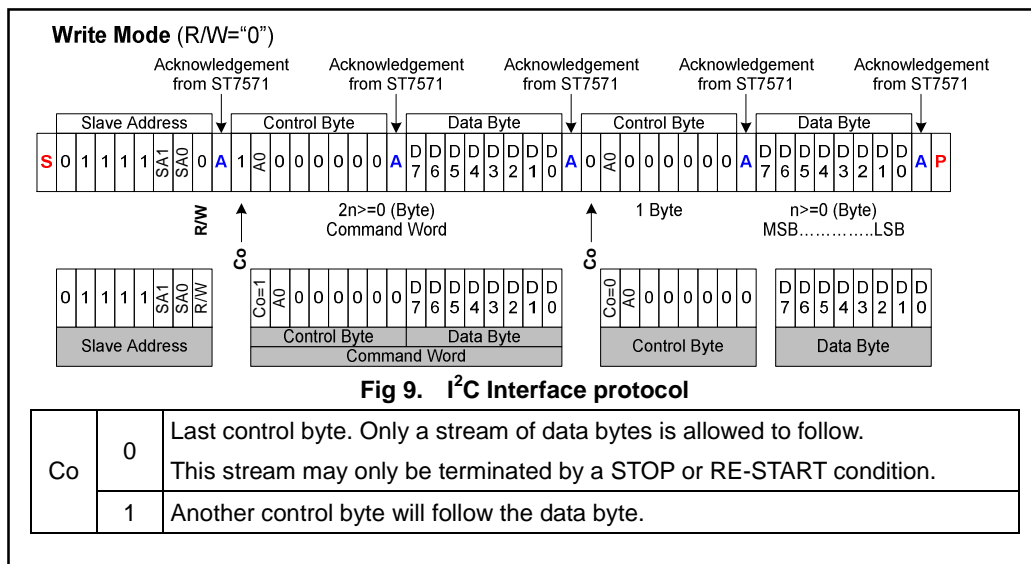 Write Mode (R/W="0")
Acknowledgement from ST7571
Acknowledgement from ST7571
Acknowledgement from ST7571
Acknowledgement from ST7571
Acknowledgement from ST7571
Slave Address Control Byte Data Byte Control Byte Data Byte
S 0 1 1 1 1 SA1 SA0 0 A 1 A0 0 0 0 0 0 0 A D7 D6 D5 D4 D3 D2 D1 D0 A 0 A0 0 0 0 0 0 0 A D7 D6 D5 D4 D3 D2 D1 D0 A P
R/W
Co
2n>=0 (Byte)
Command Word
Co
1 Byte
n>=0 (Byte)
MSB..............LSB
0 1 1 1 1 SA1 SA0 R/W
Slave Address
Co=1 A0 0 0 0 0 0 0 D7 D6 D5 D4 D3 D2 D1 D0
Control Byte Data Byte
Command Word
Co=0 A0 0 0 0 0 0 0
Control Byte
D7 D6 D5 D4 D3 D2 D1 D0
Data Byte
Fig 9. I²C Interface protocol
Co
0
Last control byte. Only a stream of data bytes is allowed to follow.
This stream may only be terminated by a STOP or RE-START condition.
1 Another control byte will follow the data byte.